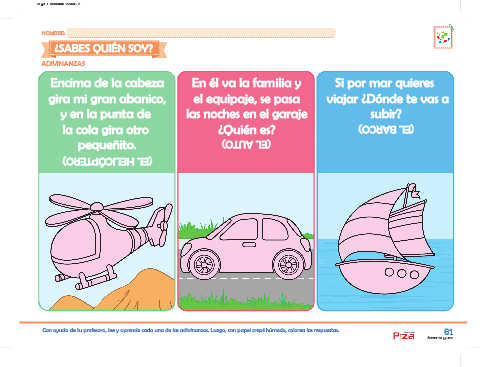 NOMBRE:
¿SABES QUIÉN SOY?
ADIVINANZAS
Encima de la cabeza
gira mi gran abanico,
y en la punta de
la cola gira otro
pequeñito.
(EL HELICÓPTERO)
En él va la familia y
el equipaje, se pasa
las noches en el garaje
¿Quién es?
(EL AUTO)
Si por mar quieres
viajar ¿Dónde te vas a
subir?
(EL BARCO)
Con ayuda de tu profesora, lee y aprende cada una de las adivinanzas. Luego, con papel crepé húmedo, colorea las respuestas.
61